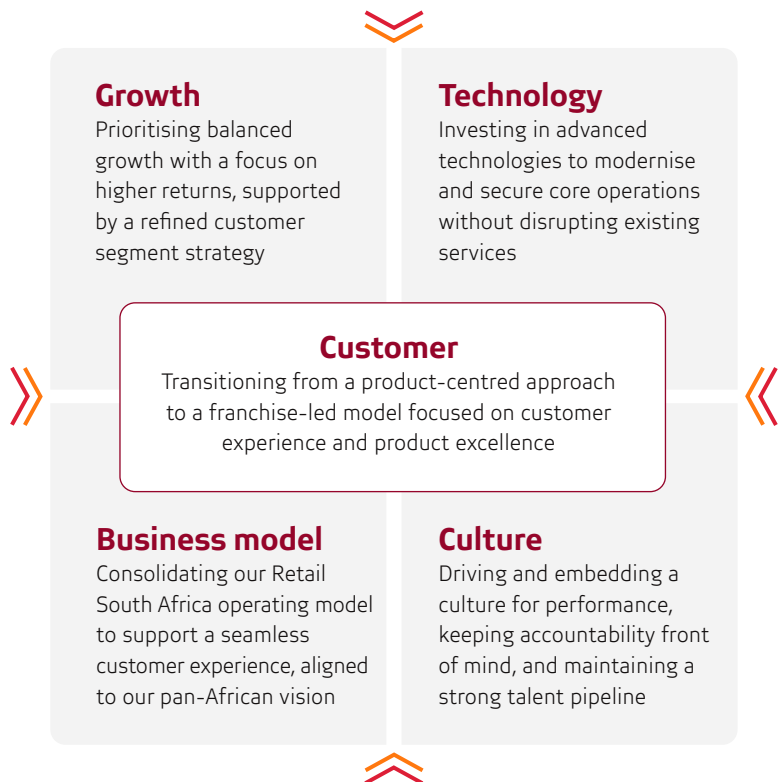 Growth
Prioritising balanced
growth with a focus on
higher returns, supported
by a refined customer
segment strategy
Technology
Investing in advanced
technologies to modernise
and secure core operations
without disrupting existing
services
Customer
Transitioning from a product-centred approach
to a franchise-led model focused on customer
experience and product excellence
Business model
Consolidating our Retail
South Africa operating model
to support a seamless
customer experience, aligned
to our pan-African vision
Culture
Driving and embedding a
culture for performance,
keeping accountability front
of mind, and maintaining a
strong talent pipeline